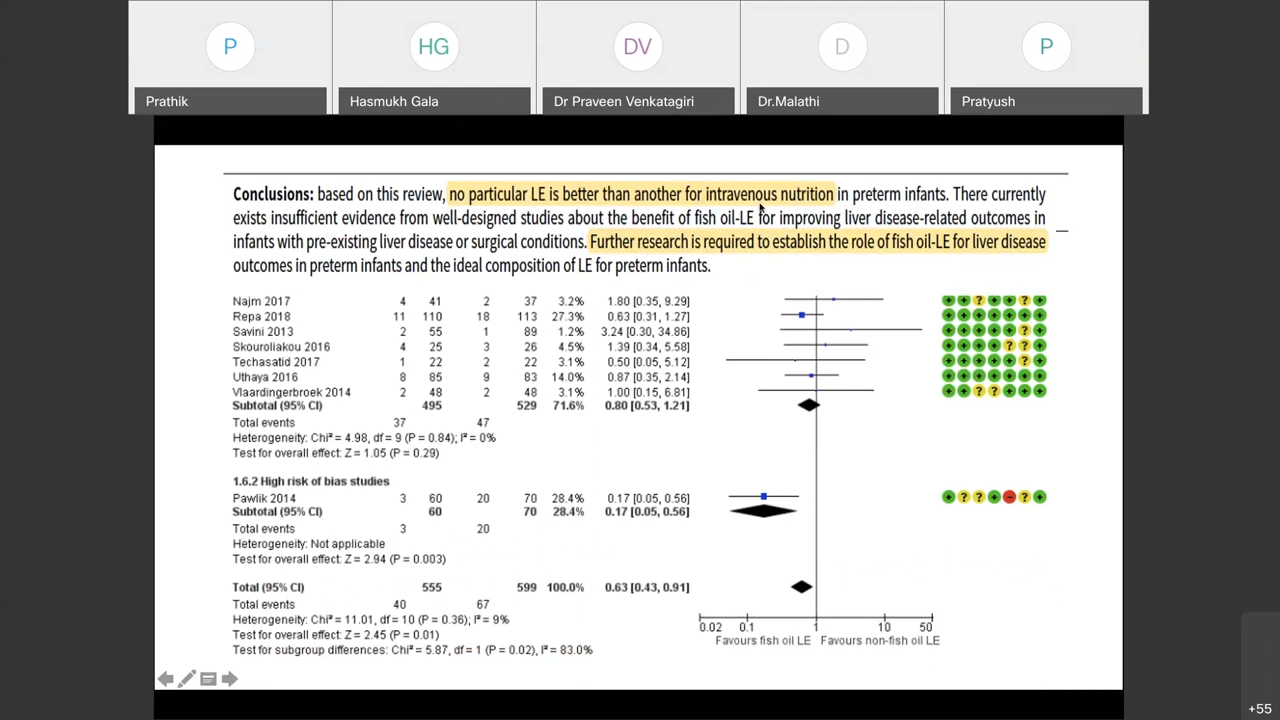 P
HG
DV
D
P
Prathik
Hasmukh Gala
Dr Praveen Venkatagiri
Dr.Malathi
Pratyush
Conclusions: based on this review, no particular LE is better than another for intravenous nutrition in preterm infants. There currently
exists insufficient evidence from well-designed studies about the benefit of fish oil-LE for improving liver disease-related outcomes in
infants with pre-existing liver disease or surgical conditions. Further research is required to establish the role of fish oil-LE for liver disease
outcomes in preterm infants and the ideal composition of LE for preterm infants.
Najm 2017 4 41 2 37 3.2% 1.80 [0.35, 9.29] + + ? + + ? +
Repa 2018 11 110 18 113 27.3% 0.63 [0.31, 1.27] + + + + + + +
Savini 2013 2 55 1 89 1.2% 3.24 [0.30, 34.86] + + + + + ? +
Skouroliakou 2016 4 25 3 26 4.5% 1.39 [0.34, 5.58] + + + + ? ? +
Techasatid 2017 1 22 2 22 3.1% 0.50 [0.05, 5.12] + + + + + ? +
Uthaya 2016 8 85 9 83 14.0% 0.87 [0.35, 2.14] + + + + + + +
Vlaardingerbroek 2014 2 48 2 48 3.1% 1.00 [0.15, 6.81] + + ? ? + + +
Subtotal (95% CI) 495 529 71.6% 0.80 [0.53, 1.21]
Total events 37 47
Heterogeneity: Chi² = 4.98, df = 9 (P = 0.84); I² = 0%
Test for overall effect: Z = 1.05 (P = 0.29)
1.6.2 High risk of bias studies
Pawlik 2014 3 60 20 70 28.4% 0.17 [0.05, 0.56] + ? ? + - ? +
Subtotal (95% CI) 60 70 28.4% 0.17 [0.05, 0.56]
Total events 3 20
Heterogeneity: Not applicable
Test for overall effect: Z = 2.94 (P = 0.003)
Total (95% CI) 555 599 100.0% 0.63 [0.43, 0.91]
Total events 40 67
Heterogeneity: Chi² = 11.01, df = 10 (P = 0.36); I² = 9%
Test for overall effect: Z = 2.45 (P = 0.01)
Test for subgroup differences: Chi² = 5.87, df = 1 (P = 0.02), I² = 83.0%
0.02 0.1 1 10 50
Favours fish oil LE Favours non-fish oil LE
+55